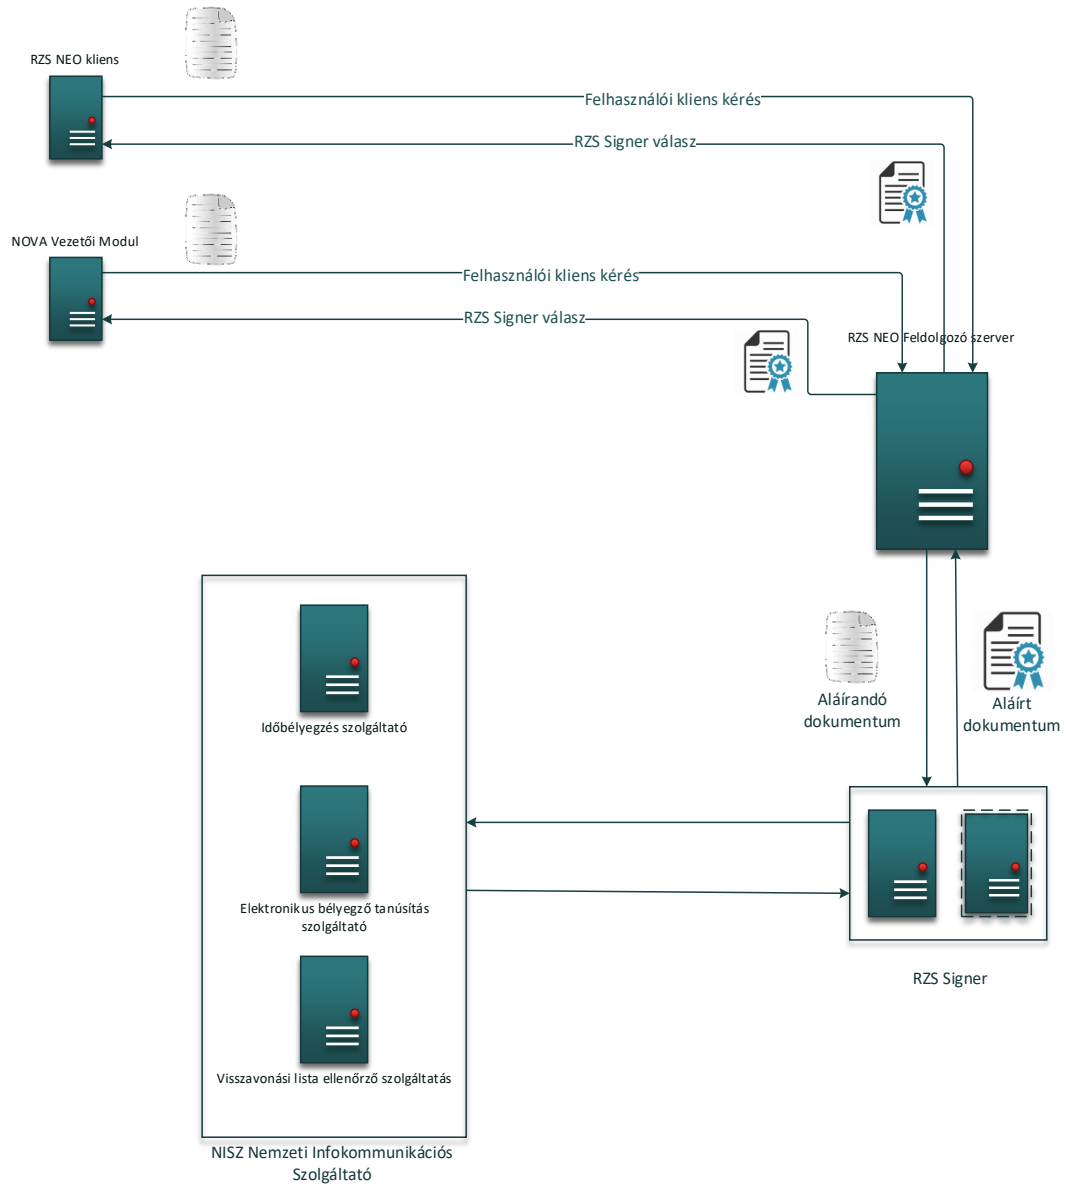 RZS NEO kliens
Felhasználói kliens kérés
RZS Signer válasz
NOVA Vezetői Modul
Felhasználói kliens kérés
RZS Signer válasz
RZS NEO Feldolgozó szerver
Aláírandó
dokumentum
Aláírt
dokumentum
Időbélyegzés szolgáltató
Elektronikus bélyegző tanúsítás
szolgáltató
RZS Signer
Visszavonási lista ellenőrző szolgáltatás
NISZ Nemzeti Infokommunikációs
Szolgáltató